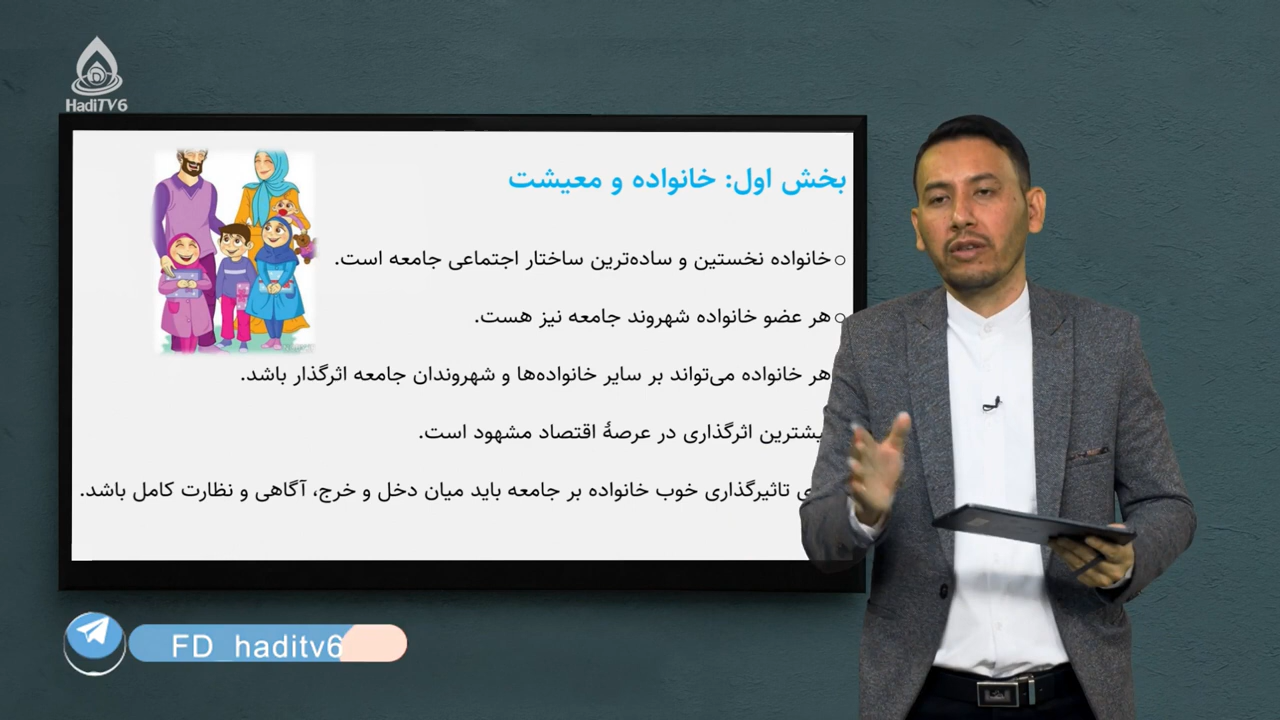 HadiTV6
بخش اول: خانواده و معیشت
خانواده نخستین و ساده‌ترین ساختار اجتماعی جامعه است.
هر عضو خانواده شهروند جامعه نیز هست.
هر خانواده می‌تواند بر سایر خانواده‌ها و شهروندان جامعه اثرگذار باشد.
بیشترین اثرگذاری در عرصهٔ اقتصاد مشهود است.
تاثیرگذاری خوب خانواده بر جامعه باید میان دخل و خرج، آگاهی و نظارت کامل باشد.
FD_haditv6